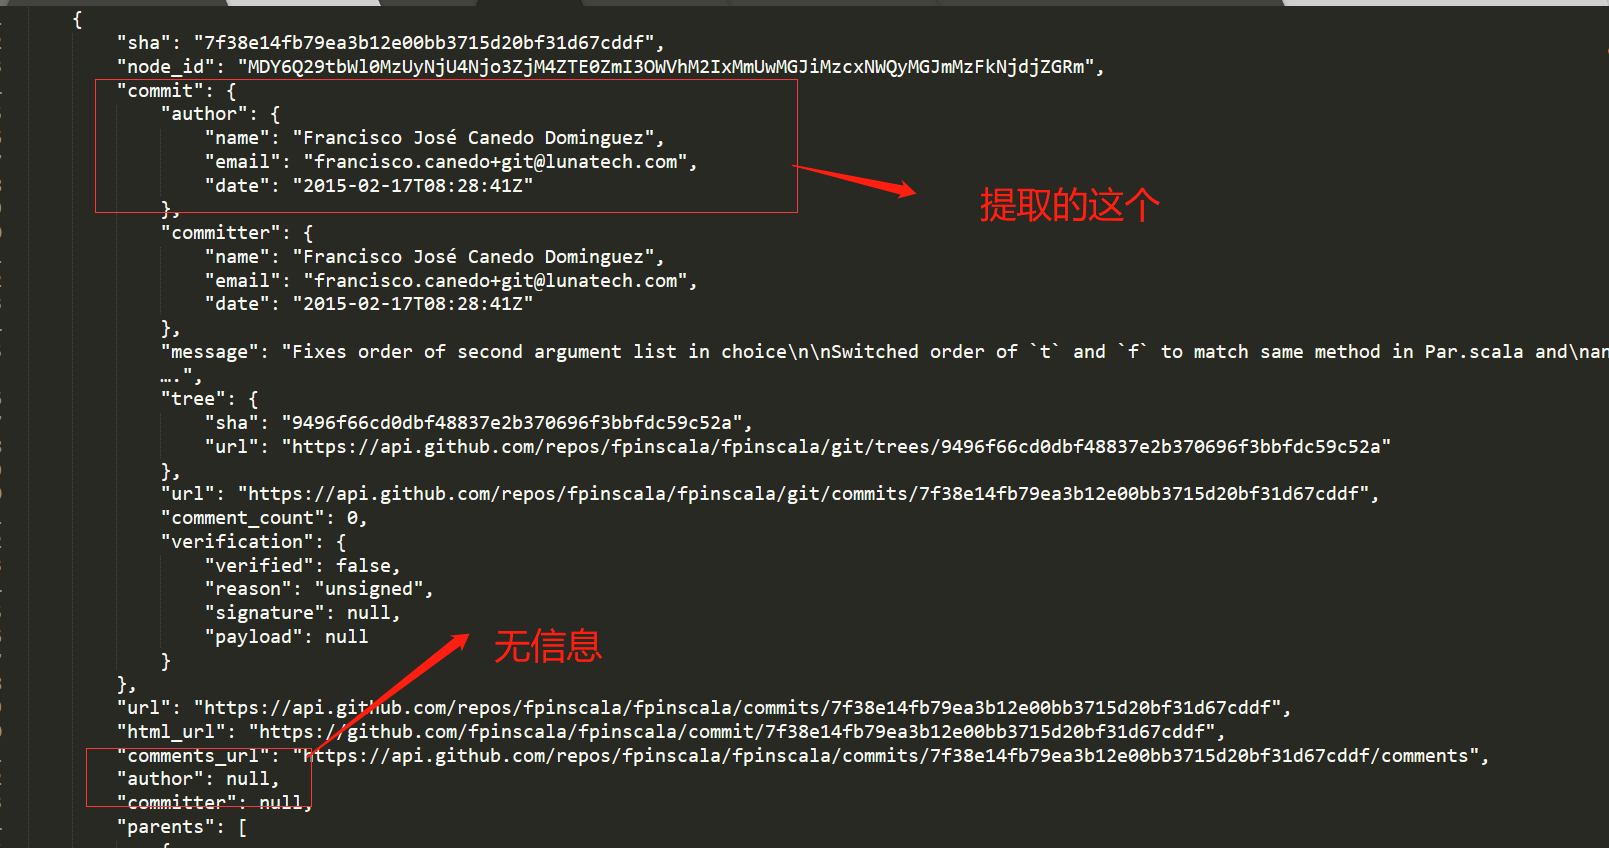 {
"sha": "7f38e14fb79ea3b12e00bb3715d20bf31d67cddf",
"node_id": "MDY6Q29tbWl0MzUyNjU4Njo3ZjM4ZTE0ZmI3OWVhM2IxMmUwMGJiMzcxNWQyMGJmMzFkNjdjZGRm",
"commit": {
"author": {
"name": "Francisco José Canedo Dominguez",
"email": "francisco.canedo+git@lunatech.com",
"date": "2015-02-17T08:28:41Z"
提取的这个
},
"committer": {
"name": "Francisco José Canedo Dominguez",
"email": "francisco.canedo+git@lunatech.com",
"date": "2015-02-17T08:28:41Z"
},
"message": "Fixes order of second argument list in choice\n\nSwitched order of `t` and `f` to match same method in Par.scala and\nan
….",
"tree": {
"sha": "9496f66cd0dbf48837e2b370696f3bbfdc59c52a",
"url": "https://api.github.com/repos/fpinscala/fpinscala/git/trees/9496f66cd0dbf48837e2b370696f3bbfdc59c52a"
},
"url": "https://api.github.com/repos/fpinscala/fpinscala/git/commits/7f38e14fb79ea3b12e00bb3715d20bf31d67cddf",
"comment_count": 0,
"verification": {
"verified": false,
"reason": "unsigned",
"signature": null,
"payload": null
无信息
}
},
"url": "https://api.github.com/repos/fpinscala/fpinscala/commits/7f38e14fb79ea3b12e00bb3715d20bf31d67cddf",
"html_url": "https://github.com/fpinscala/fpinscala/commit/7f38e14fb79ea3b12e00bb3715d20bf31d67cddf",
"comments_url": "https://api.github.com/repos/fpinscala/fpinscala/commits/7f38e14fb79ea3b12e00bb3715d20bf31d67cddf/comments",
"author": null,
"committer": null,
"parents": [